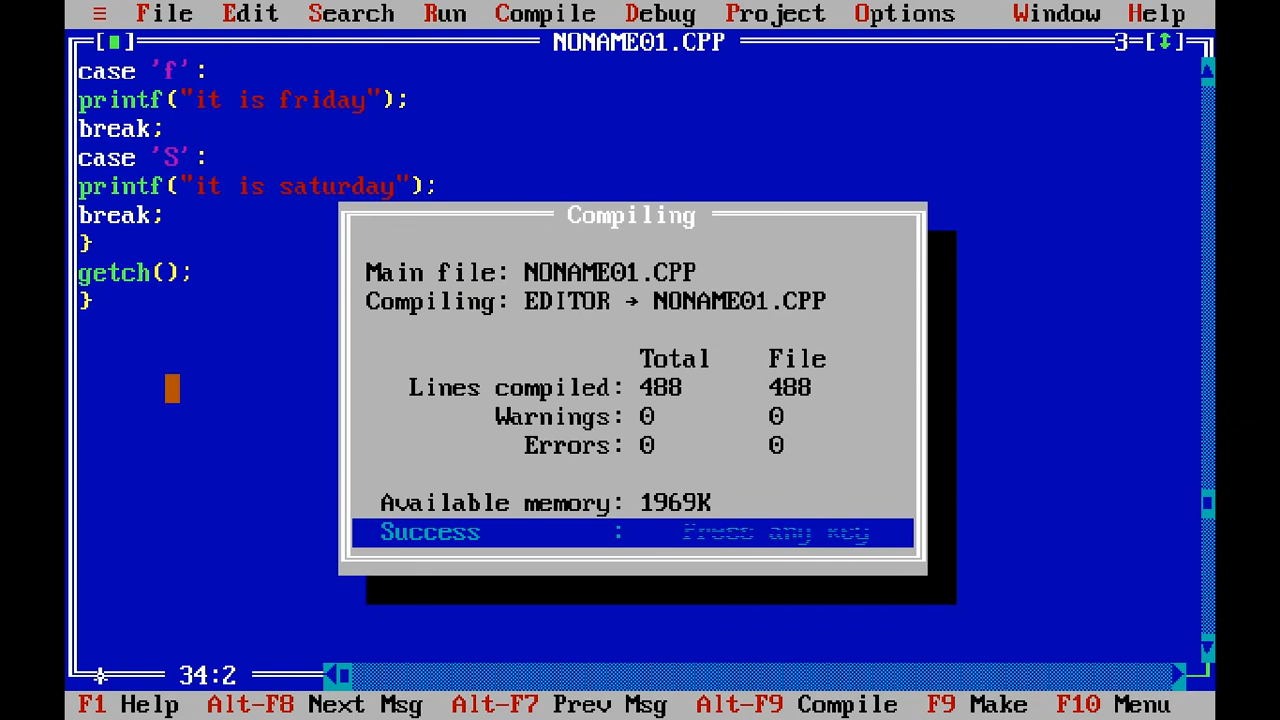 ≡ File Edit Search Run Compile Debug Project Options Window Help
[■] NONAME01.CPP 3=[↕]
case 'f':
printf("it is friday");
break;
case 'S':
printf("it is saturday");
break;
}
getch();
}
Compiling
Main file: NONAME01.CPP
Compiling: EDITOR → NONAME01.CPP
Total File
Lines compiled: 488 488
Warnings: 0 0
Errors: 0 0
Available memory: 1969K
Success : Press any key
34:2
F1 Help Alt-F8 Next Msg Alt-F7 Prev Msg Alt-F9 Compile F9 Make F10 Menu